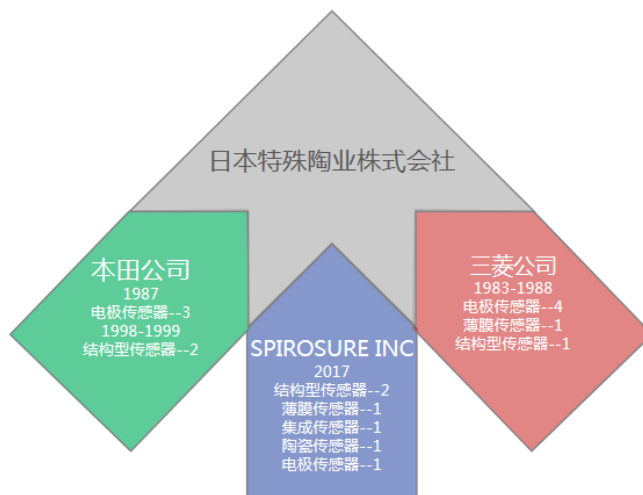 日本特殊陶业株式会社
本田公司
1987
电极传感器--3
1998-1999
结构型传感器--2
SPIROSURE INC
2017
结构型传感器--2
薄膜传感器--1
集成传感器--1
陶瓷传感器--1
电极传感器--1
三菱公司
1983-1988
电极传感器--4
薄膜传感器--1
结构型传感器--1